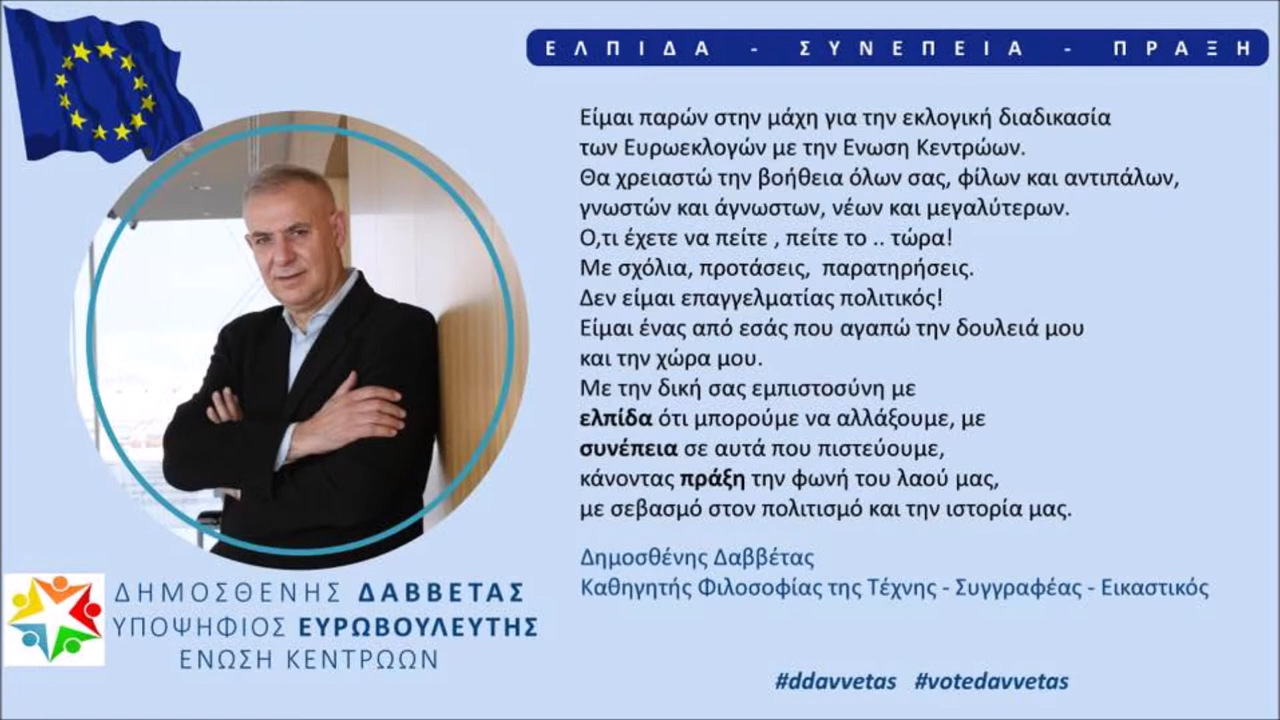 ΕΛΠΙΔΑ - ΣΥΝΕΠΕΙΑ - ΠΡΑΞΗ
Είμαι παρών στην μάχη για την εκλογική διαδικασία
των Ευρωεκλογών με την Ενωση Κεντρώων.
Θα χρειαστώ την βοήθεια όλων σας, φίλων και αντιπάλων,
γνωστών και άγνωστων, νέων και μεγαλύτερων.
Ο,τι έχετε να πείτε , πείτε το .. τώρα!
Με σχόλια, προτάσεις,  παρατηρήσεις.
Δεν είμαι επαγγελματίας πολιτικός!
Είμαι ένας από εσάς που αγαπώ την δουλειά μου
και την χώρα μου.
Με την δική σας εμπιστοσύνη με
ελπίδα ότι μπορούμε να αλλάξουμε, με
συνέπεια σε αυτά που πιστεύουμε,
κάνοντας πράξη την φωνή του λαού μας,
με σεβασμό στον πολιτισμό και την ιστορία μας.
Δημοσθένης Δαββέτας
Καθηγητής Φιλοσοφίας της Τέχνης - Συγγραφέας - Εικαστικός
ΔΗΜΟΣΘΕΝΗΣ ΔΑΒΒΕΤΑΣ
ΥΠΟΨΗΦΙΟΣ ΕΥΡΩΒΟΥΛΕΥΤΗΣ
ΕΝΩΣΗ ΚΕΝΤΡΩΩΝ
#ddavvetas #votedavvetas